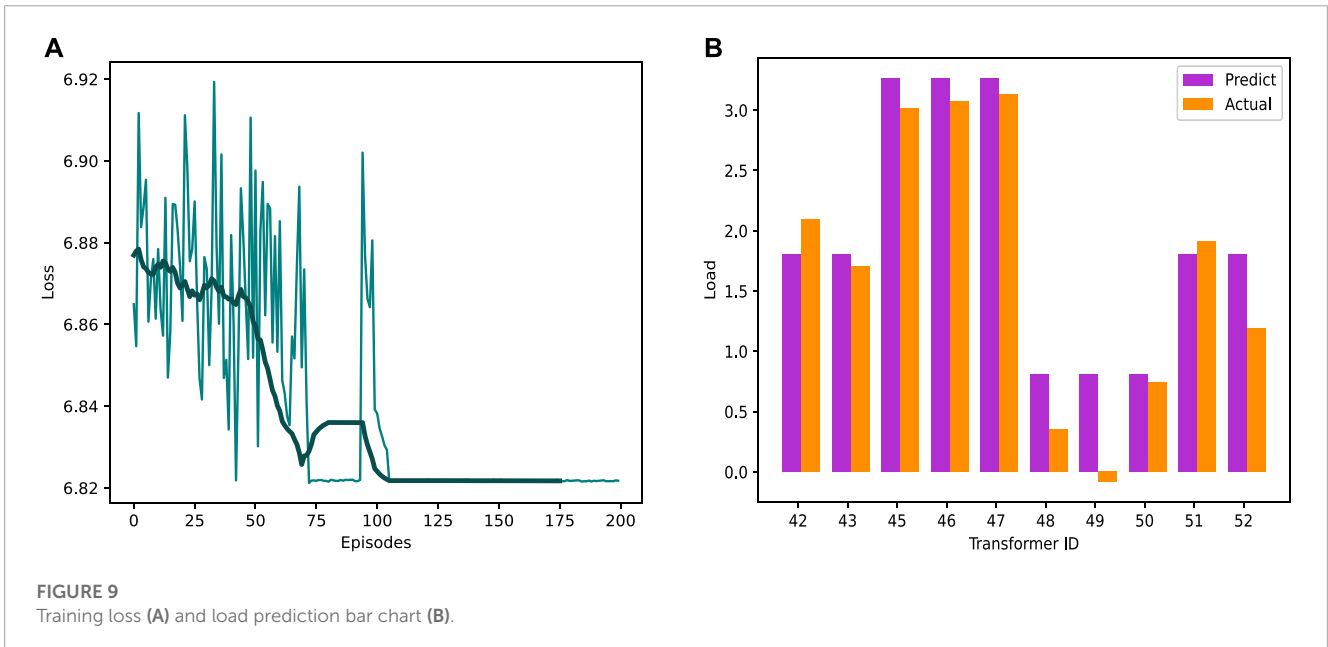 A
6.92
6.90
6.88
6.86
6.84
6.82
Loss
0 25 50 75 100 125 150 175 200
Episodes
B
Predict
Actual
3.0
2.5
2.0
1.5
1.0
0.5
0.0
Load
42 43 45 46 47 48 49 50 51 52
Transformer ID
FIGURE 9
Training loss (A) and load prediction bar chart (B).